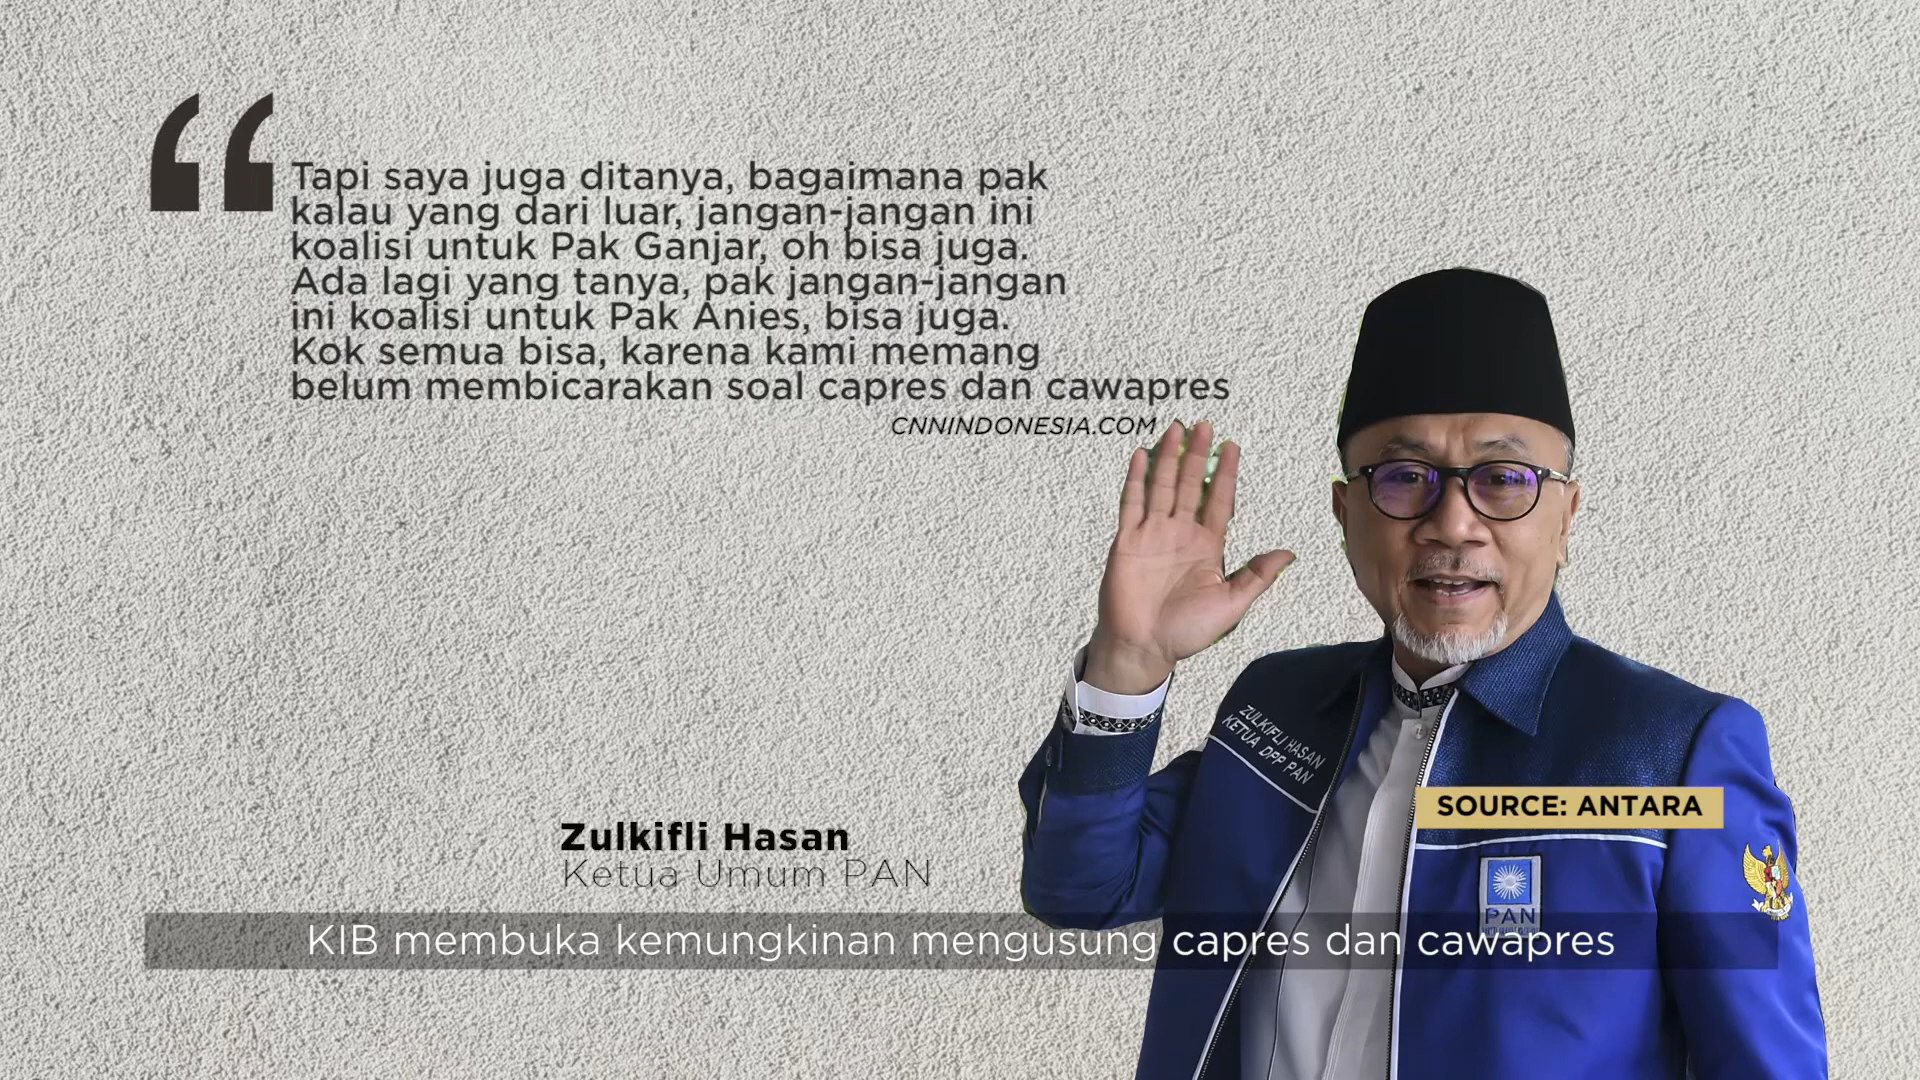 Tapi saya juga ditanya, bagaimana pak
kalau yang dari luar, jangan-jangan ini
koalisi untuk Pak Ganjar, oh bisa juga.
Ada lagi yang tanya, pak jangan-jangan
ini koalisi untuk Pak Anies, bisa juga.
Kok semua bisa, karena kami memang
belum membicarakan soal capres dan cawapres
CNNINDONESIA.COM
ZULKIFLI HASAN
KETUA DPP PAN
SOURCE: ANTARA
Zulkifli Hasan
Ketua Umum PAN
PAN
KIB membuka kemungkinan mengusung capres dan cawapres